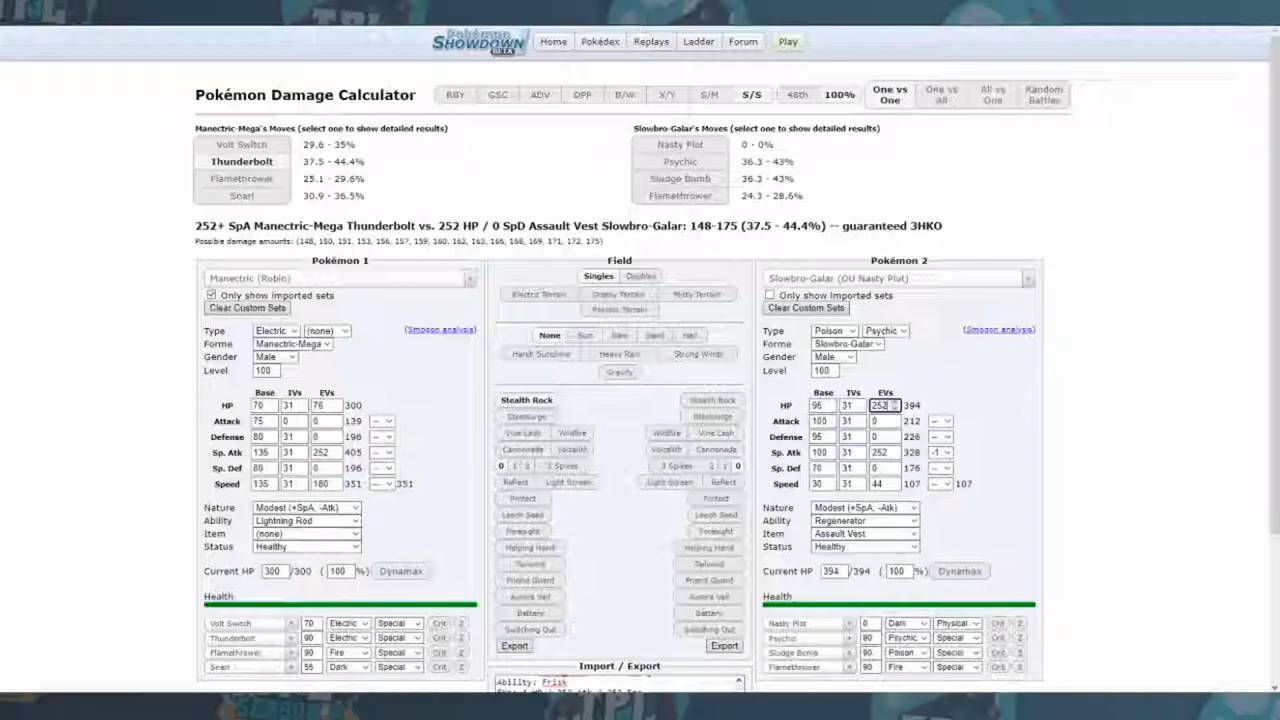 Pokémon
SHOWDOWN
BETA
Home Pokédex Replays Ladder Forum Play
Pokémon Damage Calculator
RBY GSC ADV DPP B/W X/Y S/M S/S 48th 100% One vs One One vs All All vs One Random Battles
Manectric-Mega's Moves (select one to show detailed results)
Volt Switch 29.6 - 35%
Thunderbolt 37.5 - 44.4%
Flamethrower 25.1 - 29.6%
Snarl 30.9 - 36.5%
Slowbro-Galar's Moves (select one to show detailed results)
Nasty Plot 0 - 0%
Psychic 36.3 - 43%
Sludge Bomb 36.3 - 43%
Flamethrower 24.3 - 28.6%
252+ SpA Manectric-Mega Thunderbolt vs. 252 HP / 0 SpD Assault Vest Slowbro-Galar: 148-175 (37.5 - 44.4%) -- guaranteed 3HKO
Possible damage amounts: (148, 150, 151, 153, 156, 157, 159, 160, 162, 163, 166, 168, 169, 171, 172, 175)
Pokémon 1
Manectric (Robin)
Only show imported sets
Clear Custom Sets
Type Electric (none) (Smogon analysis)
Forme Manectric-Mega
Gender Male
Level 100
Base IVs EVs
HP 70 31 76 300
Attack 75 0 0 139 --
Defense 80 31 0 196 --
Sp. Atk 135 31 252 405 --
Sp. Def 80 31 0 196 --
Speed 135 31 180 351 -- 351
Nature Modest (+SpA, -Atk)
Ability Lightning Rod
Item (none)
Status Healthy
Current HP 300 /300 ( 100 %) Dynamax
Health
Volt Switch 70 Electric Special Crit Z
Thunderbolt 90 Electric Special Crit Z
Flamethrower 90 Fire Special Crit Z
Snarl 55 Dark Special Crit Z
Field
Singles Doubles
Electric Terrain Grassy Terrain Misty Terrain
Psychic Terrain
None Sun Rain Sand Hail
Harsh Sunshine Heavy Rain Strong Winds
Gravity
Stealth Rock Stealth Rock
Steelsurge Steelsurge
Vine Lash Wildfire Wildfire Vine Lash
Cannonade Volcalith Volcalith Cannonade
0 1 2 3 Spikes 3 Spikes 2 1 0
Reflect Light Screen Light Screen Reflect
Protect Protect
Leech Seed Leech Seed
Foresight Foresight
Helping Hand Helping Hand
Tailwind Tailwind
Friend Guard Friend Guard
Aurora Veil Aurora Veil
Battery Battery
Switching Out Switching Out
Export Export
Import / Export
Ability: Frisk
Pokémon 2
Slowbro-Galar (OU Nasty Plot)
Only show imported sets
Clear Custom Sets
Type Poison Psychic (Smogon analysis)
Forme Slowbro-Galar
Gender Male
Level 100
Base IVs EVs
HP 95 31 252 394
Attack 100 31 0 212 --
Defense 95 31 0 226 --
Sp. Atk 100 31 252 328 -1
Sp. Def 70 31 0 176 --
Speed 30 31 44 107 -- 107
Nature Modest (+SpA, -Atk)
Ability Regenerator
Item Assault Vest
Status Healthy
Current HP 394 /394 ( 100 %) Dynamax
Health
Nasty Plot 0 Dark Physical Crit Z
Psychic 90 Psychic Special Crit Z
Sludge Bomb 90 Poison Special Crit Z
Flamethrower 90 Fire Special Crit Z
TPL